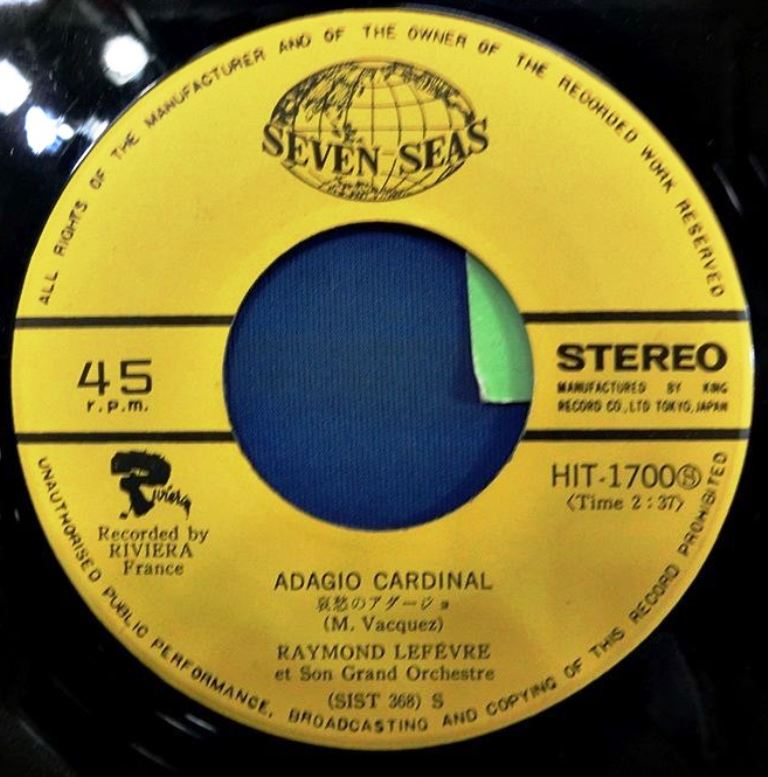 ALL RIGHTS OF THE MANUFACTURER AND OF THE OWNER OF THE RECORDED WORK RESERVED
SEVEN SEAS
45
r.p.m.
STEREO
MANUFACTURED BY KING
RECORD CO., LTD TOKYO, JAPAN
HIT-1700Ⓢ
(Time 2:37)
Riviera
Recorded by
RIVIERA
France
ADAGIO CARDINAL
哀愁のアダージョ
(M. Vacquez)
RAYMOND LEFÈVRE
et Son Grand Orchestre
(SIST 368) S
UNAUTHORISED PUBLIC PERFORMANCE, BROADCASTING AND COPYING OF THIS RECORD PROHIBITED